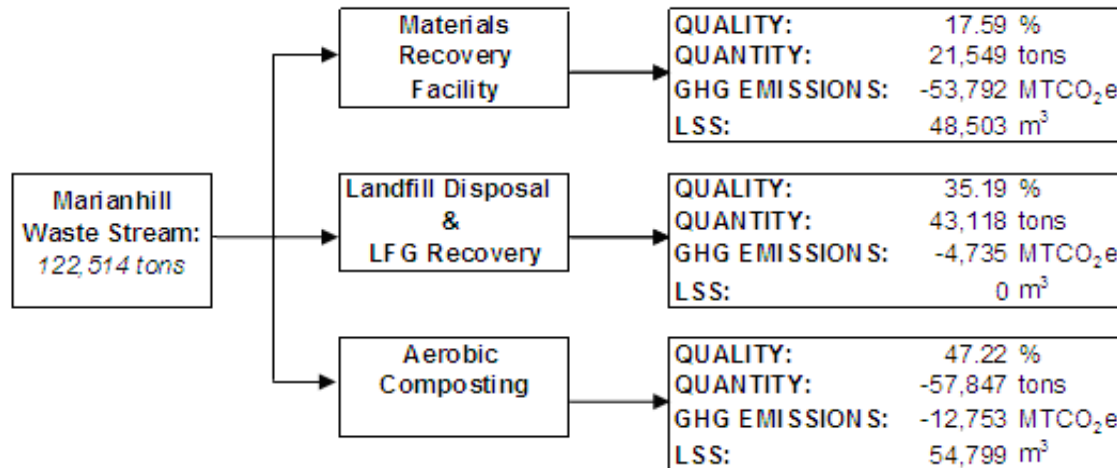 Materials
Recovery
Facility
QUALITY: 17.59 %
QUANTITY: 21,549 tons
GHG EMISSIONS: -53,792 MTCO₂e
LSS: 48,503 m³
Marianhill
Waste Stream:
122,514 tons
Landfill Disposal
&
LFG Recovery
QUALITY: 35.19 %
QUANTITY: 43,118 tons
GHG EMISSIONS: -4,735 MTCO₂e
LSS: 0 m³
Aerobic
Composting
QUALITY: 47.22 %
QUANTITY: -57,847 tons
GHG EMISSIONS: -12,753 MTCO₂e
LSS: 54,799 m³